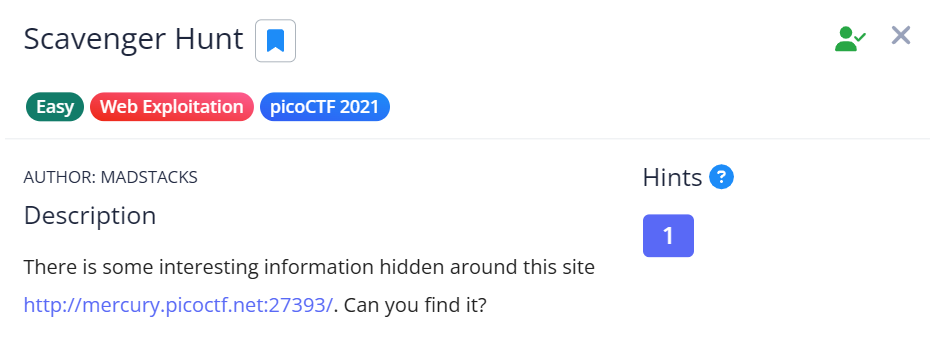 Scavenger Hunt
Easy Web Exploitation picoCTF 2021
AUTHOR: MADSTACKS
Description
There is some interesting information hidden around this site
http://mercury.picoctf.net:27393/. Can you find it?
Hints ?
1